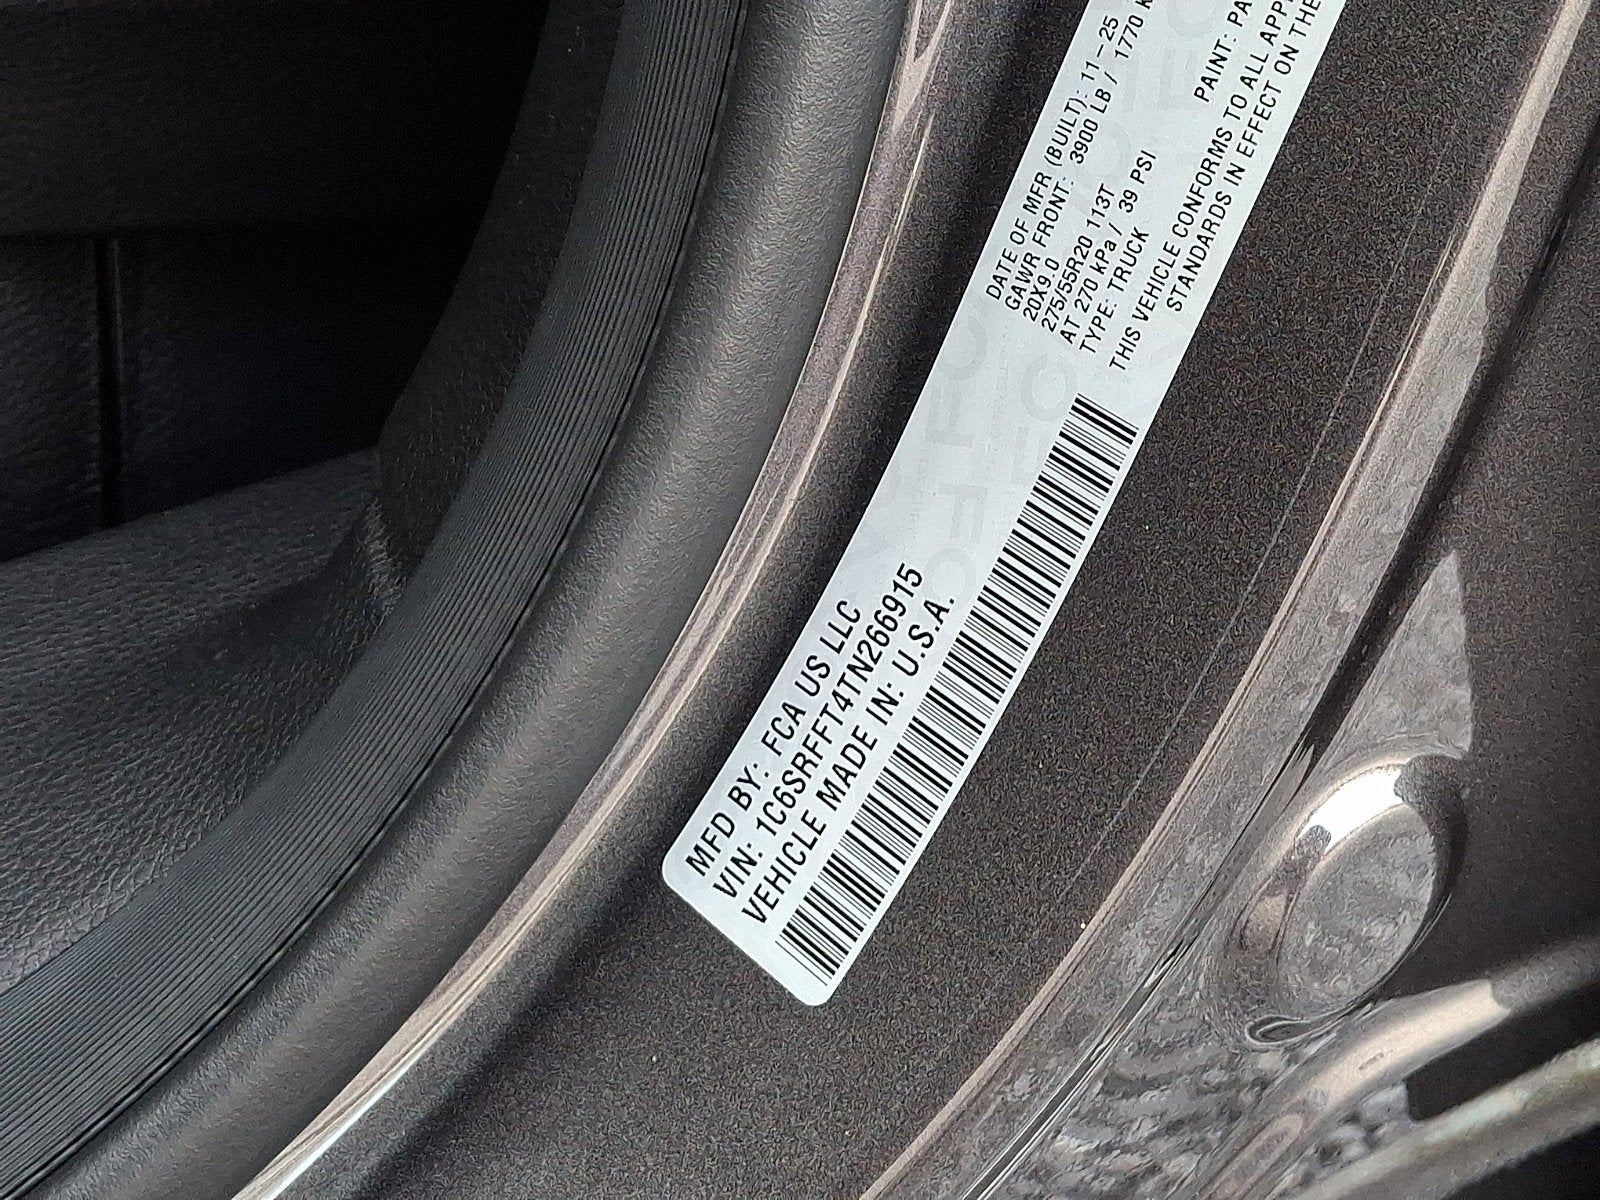 MFD BY: FCA US LLC
VIN: 1C6SRFFT4TN266915
VEHICLE MADE IN: U.S.A.
DATE OF MFR (BUILT): 11-25
GAWR FRONT: 3900 LB / 1770
20X9.0
275/55R20 113T
AT 270 kPa / 39 PSI
TYPE: TRUCK PAINT: PA
THIS VEHICLE CONFORMS TO ALL APP
STANDARDS IN EFFECT ON THE